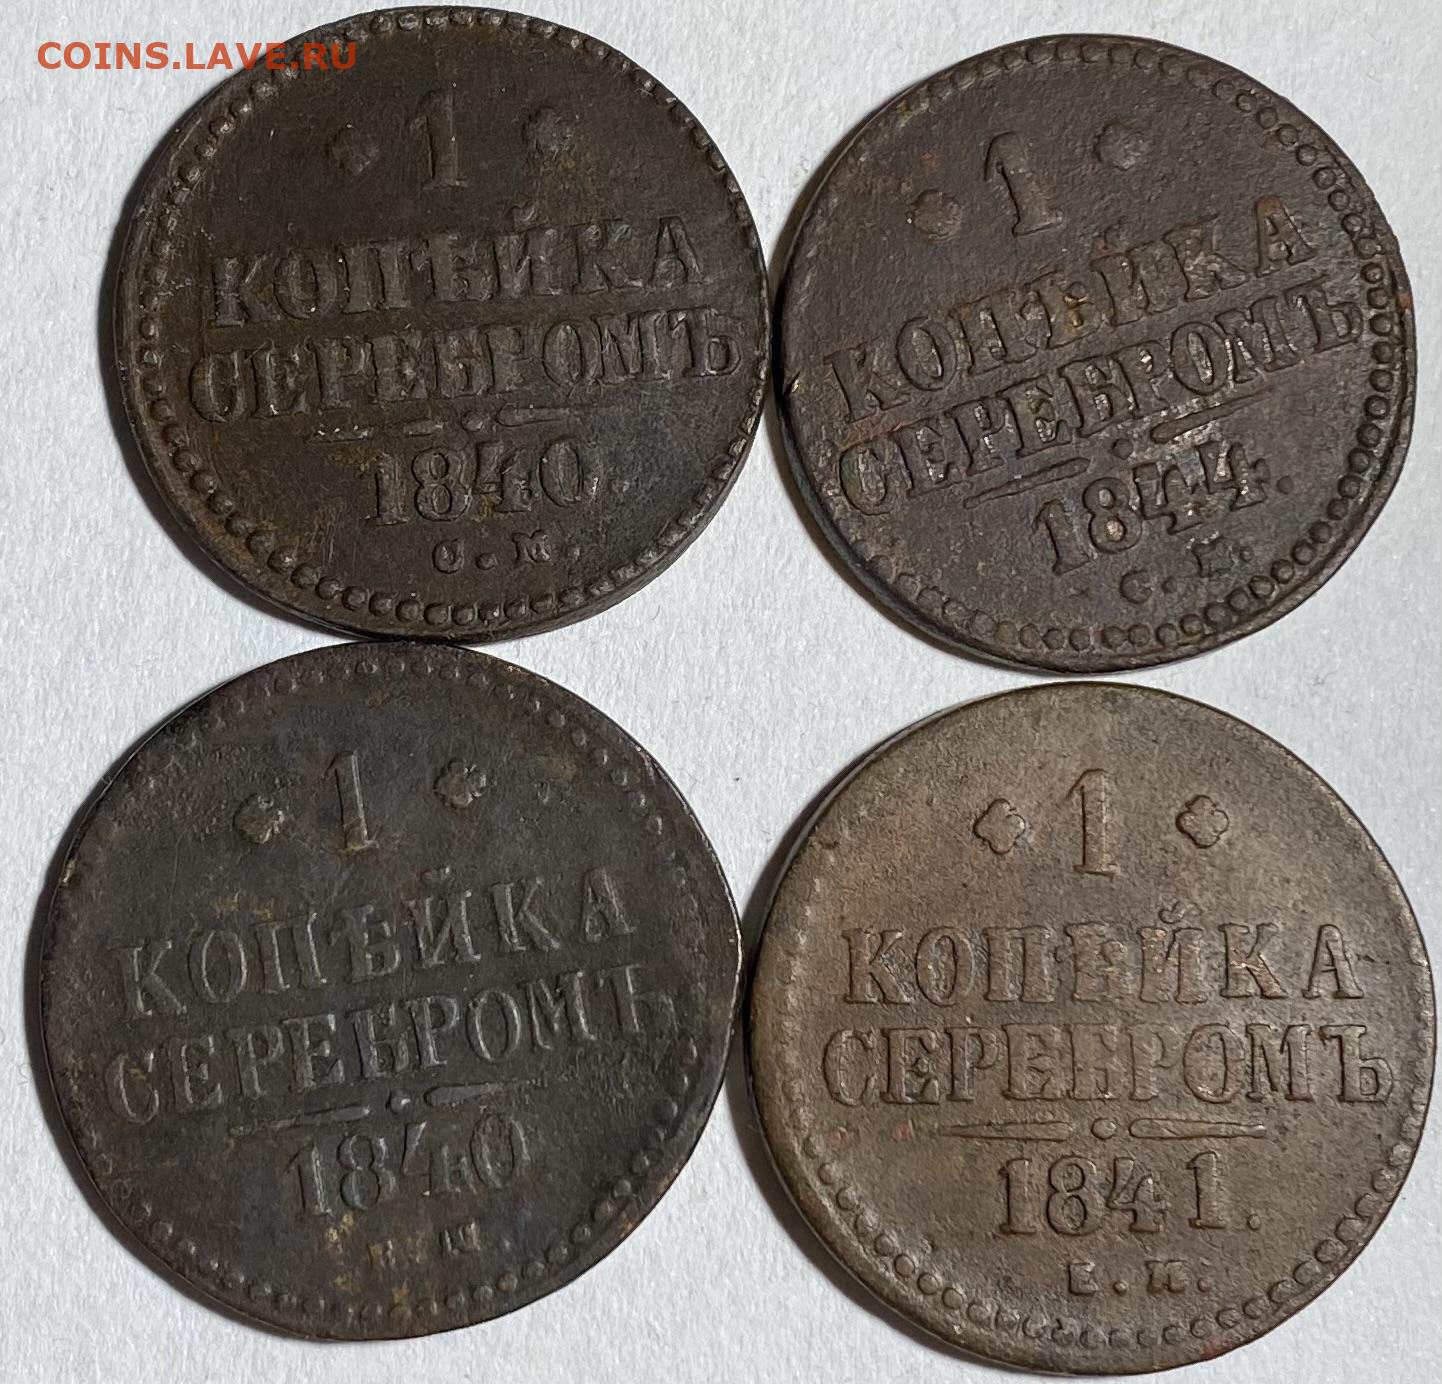 COINS.LAVE.RU
1
КОПѢЙКА
СЕРЕБРОМЪ
1840.
С.М.
1
КОПѢЙКА
СЕРЕБРОМЪ
1844.
С.М.
1
КОПѢЙКА
СЕРЕБРОМЪ
1840
1
КОПѢЙКА
СЕРЕБРОМЪ
1841.
Е.М.